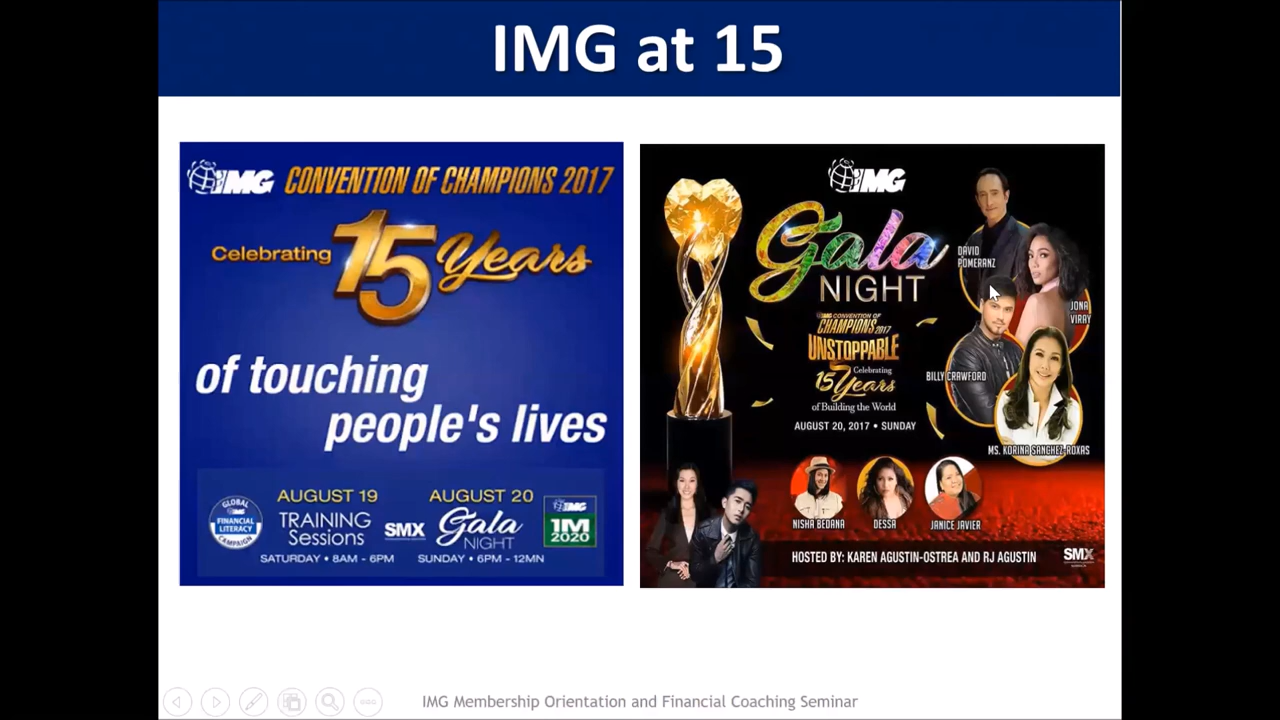 IMG at 15
IMG CONVENTION OF CHAMPIONS 2017
Celebrating 15 Years
of touching
people's lives
GLOBAL
IMG
FINANCIAL
LITERACY
CAMPAIGN
AUGUST 19
TRAINING
Sessions
SATURDAY • 8AM - 6PM
SMX
AUGUST 20
Gala
NIGHT
SUNDAY • 6PM - 12MN
IMG
1M
2020
IMG
Gala
NIGHT
IMG CONVENTION OF
CHAMPIONS 2017
UNSTOPPABLE
Celebrating
15 Years
of Building the World
AUGUST 20, 2017 • SUNDAY
DAVID
POMERANZ
JONA
VIRAY
BILLY CRAWFORD
MS. KORINA SANCHEZ-ROXAS
NISHA BEDANA
DESSA
JANICE JAVIER
HOSTED BY: KAREN AGUSTIN-OSTREA AND RJ AGUSTIN
SMX
IMG Membership Orientation and Financial Coaching Seminar